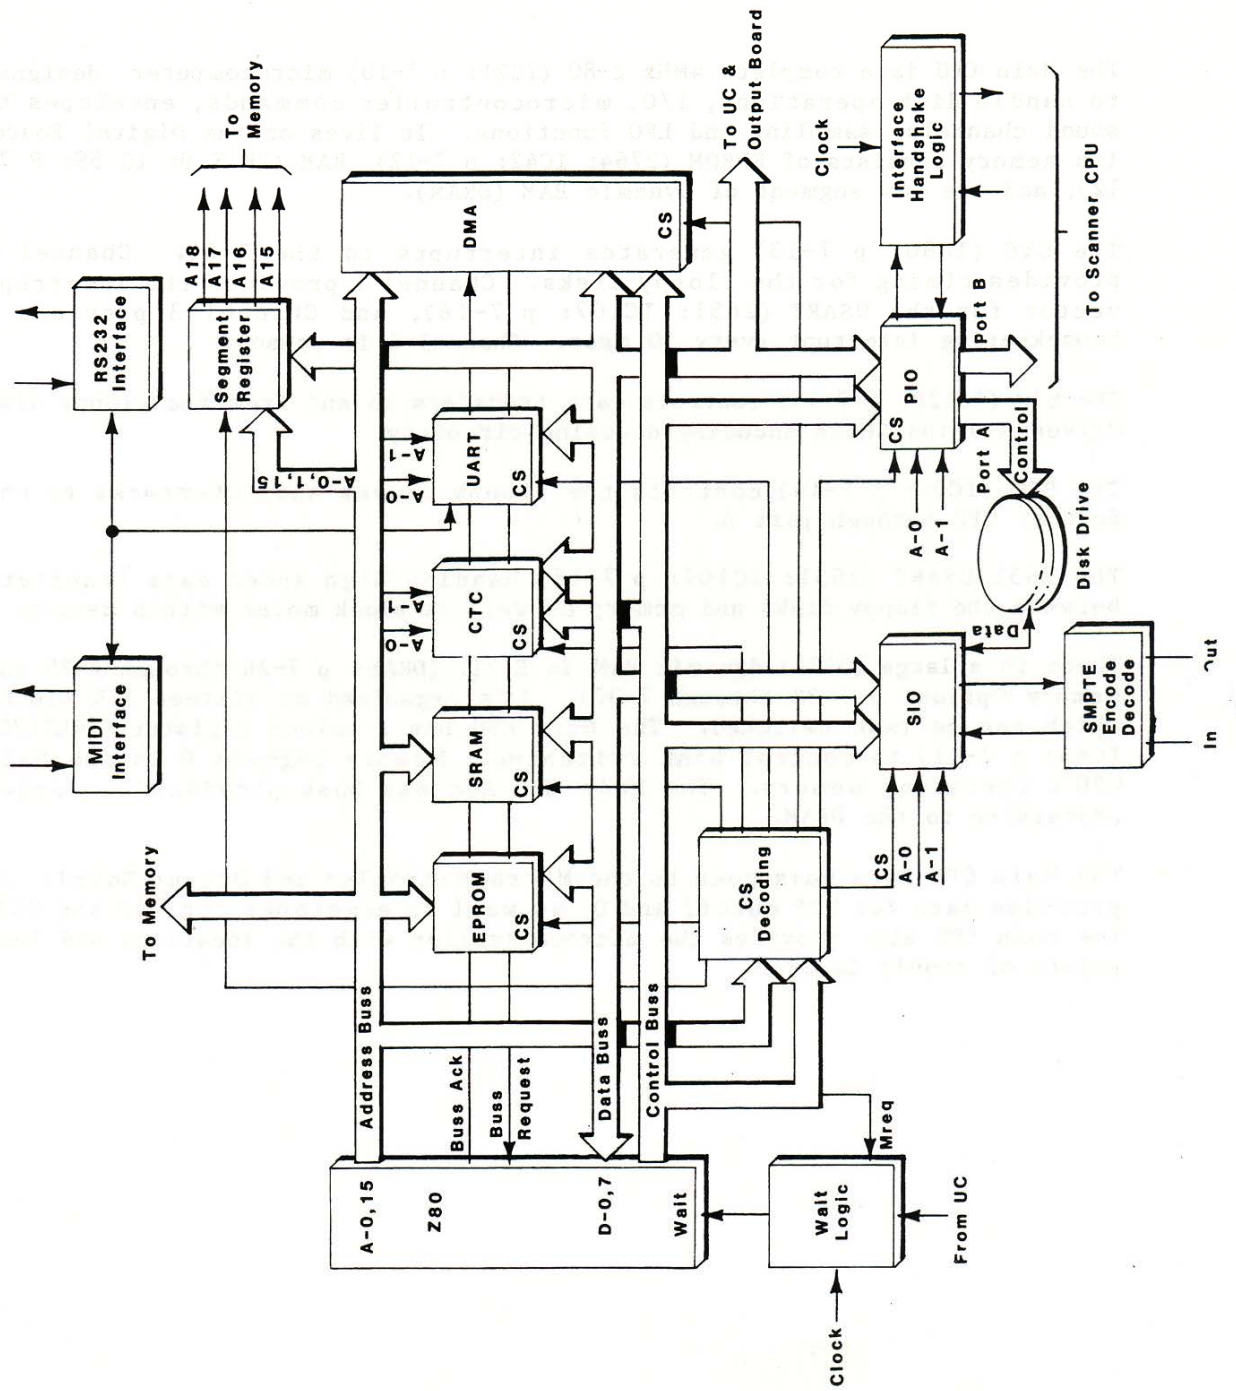 MIDI
Interface
RS232
Interface
To Memory
Segment
Register
A18
A17
A16
A15
To
Memory
A-0,1,15
A-0,15
Z80
D-0,7
Wait
Address Buss
Buss Ack
Buss
Request
Data Buss
Control Buss
EPROM
CS
SRAM
CS
A-0
A-1
CTC
CS
A-0
A-1
UART
CS
DMA
CS
To UC &
Output Board
CS
Decoding
Clock
Wait
Logic
Mreq
From UC
CS
A-0
A-1
SIO
A-0
A-1
CS
PIO
Clock
Interface
Handshake
Logic
Port A
Port B
Control
Data
Disk Drive
SMPTE
Encode
Decode
To Scanner CPU
In